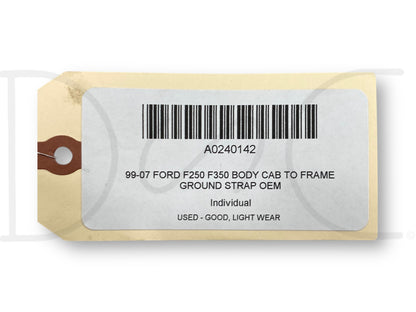 A0240142
99-07 FORD F250 F350 BODY CAB TO FRAME
GROUND STRAP OEM
Individual
USED - GOOD, LIGHT WEAR